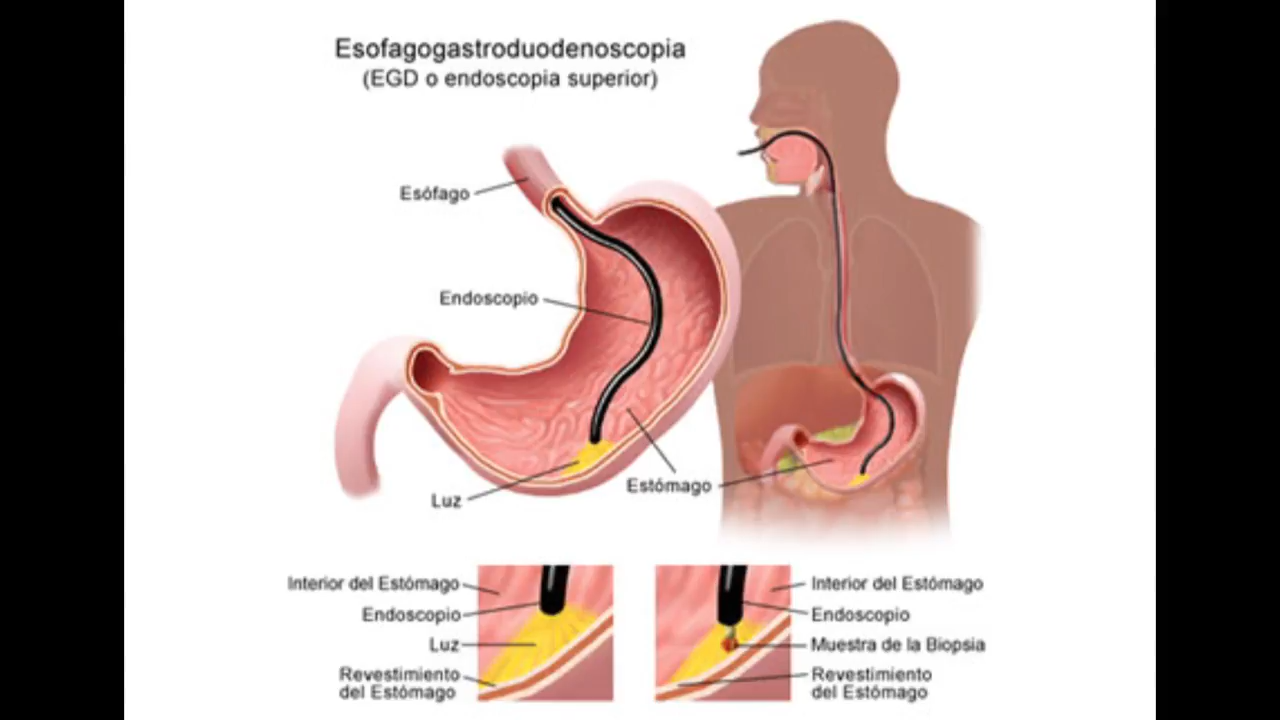 Esofagogastroduodenoscopia
(EGD o endoscopia superior)
Esófago
Endoscopio
Luz
Estómago
Interior del Estómago
Endoscopio
Luz
Revestimiento
del Estómago
Interior del Estómago
Endoscopio
Muestra de la Biopsia
Revestimiento
del Estómago